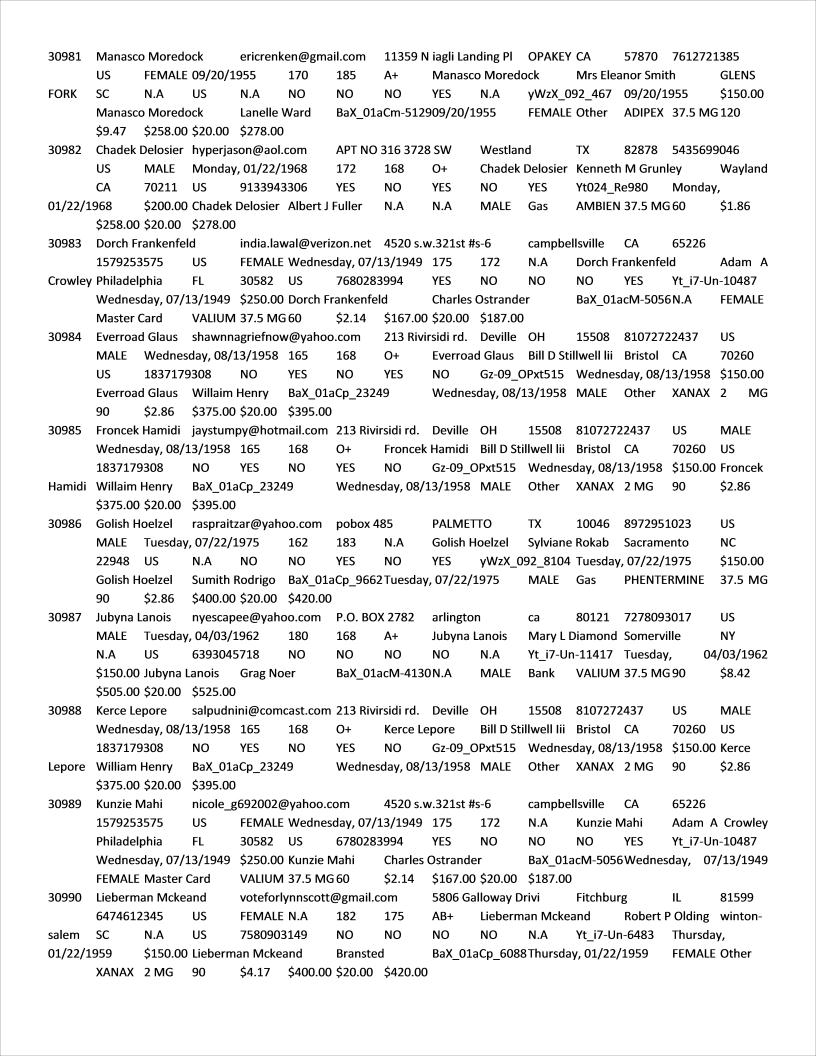 30981 Manasco Moredock ericrenken@gmail.com 11359 N iagli Landing Pl OPAKEY CA 57870 7612721385
US FEMALE 09/20/1955 170 185 A+ Manasco Moredock Mrs Eleanor Smith GLENS
FORK SC N.A US N.A NO NO NO YES N.A yWzX_092_467 09/20/1955 $150.00
Manasco Moredock Lanelle Ward BaX_01aCm-51290 9/20/1955 FEMALE Other ADIPEX 37.5 MG 120
$9.47 $258.00 $20.00 $278.00
30982 Chadek Delosier hyperjason@aol.com APT NO 316 3728 SW Westland TX 82878 5435699046
US MALE Monday, 01/22/1968 172 168 O+ Chadek Delosier Kenneth M Grunley Wayland
CA 70211 US 9133943306 YES NO YES NO YES Yt024_Re980 Monday,
01/22/1968 $200.00 Chadek Delosier Albert J Fuller N.A N.A MALE Gas AMBIEN 37.5 MG 60 $1.86
$258.00 $20.00 $278.00
30983 Dorch Frankenfeld india.lawal@verizon.net 4520 s.w.321st #s-6 campbellsville CA 65226
1579253575 US FEMALE Wednesday, 07/13/1949 175 172 N.A Dorch Frankenfeld Adam A
Crowley Philadelphia FL 30582 US 7680283994 YES NO NO NO YES Yt_i7-Un-10487
Wednesday, 07/13/1949 $250.00 Dorch Frankenfeld Charles Ostrander BaX_01acM-5056 N.A FEMALE
Master Card VALIUM 37.5 MG 60 $2.14 $167.00 $20.00 $187.00
30984 Everroad Glaus shawnnagriefnow@yahoo.com 213 Rivirsidi rd. Deville OH 15508 81072722437 US
MALE Wednesday, 08/13/1958 165 168 O+ Everroad Glaus Bill D Stillwell Iii Bristol CA 70260
US 1837179308 NO YES NO YES NO Gz-09_OPxt515 Wednesday, 08/13/1958 $150.00
Everroad Glaus Willaim Henry BaX_01aCp_23249 Wednesday, 08/13/1958 MALE Other XANAX 2 MG
90 $2.86 $375.00 $20.00 $395.00
30985 Froncek Hamidi jaystumpy@hotmail.com 213 Rivirsidi rd. Deville OH 15508 81072722437 US MALE
Wednesday, 08/13/1958 165 168 O+ Froncek Hamidi Bill D Stillwell Iii Bristol CA 70260 US
1837179308 NO YES NO YES NO Gz-09_OPxt515 Wednesday, 08/13/1958 $150.00 Froncek
Hamidi Willaim Henry BaX_01aCp_23249 Wednesday, 08/13/1958 MALE Other XANAX 2 MG 90 $2.86
$375.00 $20.00 $395.00
30986 Golish Hoelzel raspraitzar@yahoo.com pobox 485 PALMETTO TX 10046 8972951023 US
MALE Tuesday, 07/22/1975 162 183 N.A Golish Hoelzel Sylviane Rokab Sacramento NC
22948 US N.A NO NO YES NO YES yWzX_092_8104 Tuesday, 07/22/1975 $150.00
Golish Hoelzel Sumith Rodrigo BaX_01aCp_9662 Tuesday, 07/22/1975 MALE Gas PHENTERMINE 37.5 MG
90 $2.86 $400.00 $20.00 $420.00
30987 Jubyna Lanois nyescapee@yahoo.com P.O. BOX 2782 arlington ca 80121 7278093017 US
MALE Tuesday, 04/03/1962 180 168 A+ Jubyna Lanois Mary L Diamond Somerville NY
N.A US 6393045718 NO NO NO NO N.A Yt_i7-Un-11417 Tuesday, 04/03/1962
$150.00 Jubyna Lanois Grag Noer BaX_01acM-4130 N.A MALE Bank VALIUM 37.5 MG 90 $8.42
$505.00 $20.00 $525.00
30988 Kerce Lepore salpudnini@comcast.com 213 Rivirsidi rd. Deville OH 15508 8107272437 US MALE
Wednesday, 08/13/1958 165 168 O+ Kerce Lepore Bill D Stillwell Iii Bristol CA 70260 US
1837179308 NO YES NO YES NO Gz-09_OPxt515 Wednesday, 08/13/1958 $150.00 Kerce
Lepore William Henry BaX_01aCp_23249 Wednesday, 08/13/1958 MALE Other XANAX 2 MG 90 $2.86
$375.00 $20.00 $395.00
30989 Kunzie Mahi nicole_g692002@yahoo.com 4520 s.w.321st #s-6 campbellsville CA 65226
1579253575 US FEMALE Wednesday, 07/13/1949 175 172 N.A Kunzie Mahi Adam A Crowley
Philadelphia FL 30582 US 6780283994 YES NO NO NO YES Yt_i7-Un-10487
Wednesday, 07/13/1949 $250.00 Kunzie Mahi Charles Ostrander BaX_01acM-5056 Wednesday, 07/13/1949
FEMALE Master Card VALIUM 37.5 MG 60 $2.14 $167.00 $20.00 $187.00
30990 Lieberman Mckeand voteforlynnscott@gmail.com 5806 Galloway Drivi Fitchburg IL 81599
6474612345 US FEMALE N.A 182 175 AB+ Lieberman Mckeand Robert P Olding winton-
salem SC N.A US 7580903149 NO NO NO NO N.A Yt_i7-Un-6483 Thursday,
01/22/1959 $150.00 Lieberman Mckeand Bransted BaX_01aCp_6088 Thursday, 01/22/1959 FEMALE Other
XANAX 2 MG 90 $4.17 $400.00 $20.00 $420.00